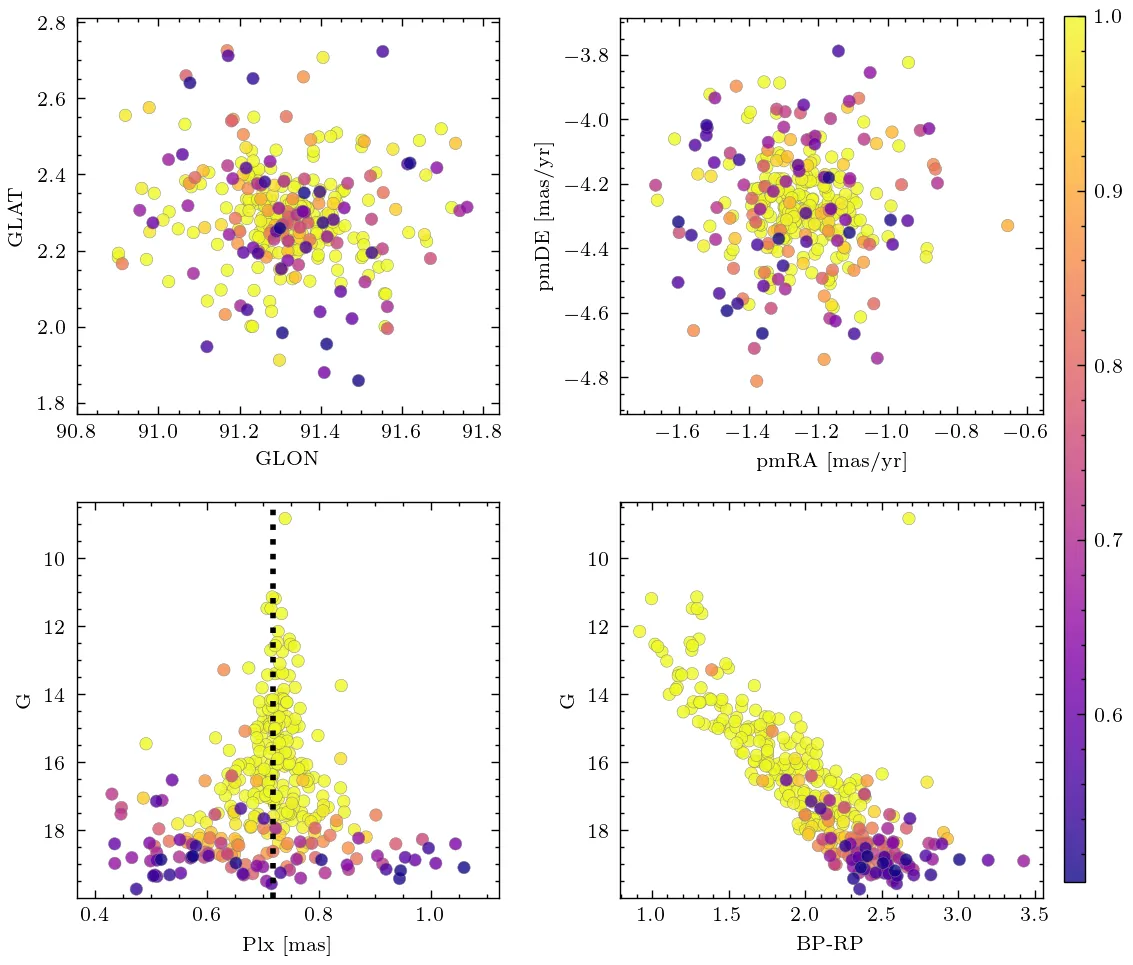 2.8
2.6
2.4
2.2
2.0
1.8
GLAT
90.8 91.0 91.2 91.4 91.6 91.8
GLON
−3.8
−4.0
−4.2
−4.4
−4.6
−4.8
pmDE [mas/yr]
−1.6 −1.4 −1.2 −1.0 −0.8 −0.6
pmRA [mas/yr]
1.0
0.9
0.8
0.7
0.6
10
12
14
16
18
G
0.4 0.6 0.8 1.0
Plx [mas]
10
12
14
16
18
G
1.0 1.5 2.0 2.5 3.0 3.5
BP-RP